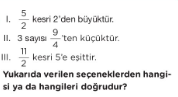 I. 5/2 kesri 2'den büyüktür.
II. 3 sayısı 9/4'ten küçüktür.
III. 11/2 kesri 5'e eşittir.
Yukarıda verilen seçeneklerden hangi-
si ya da hangileri doğrudur?